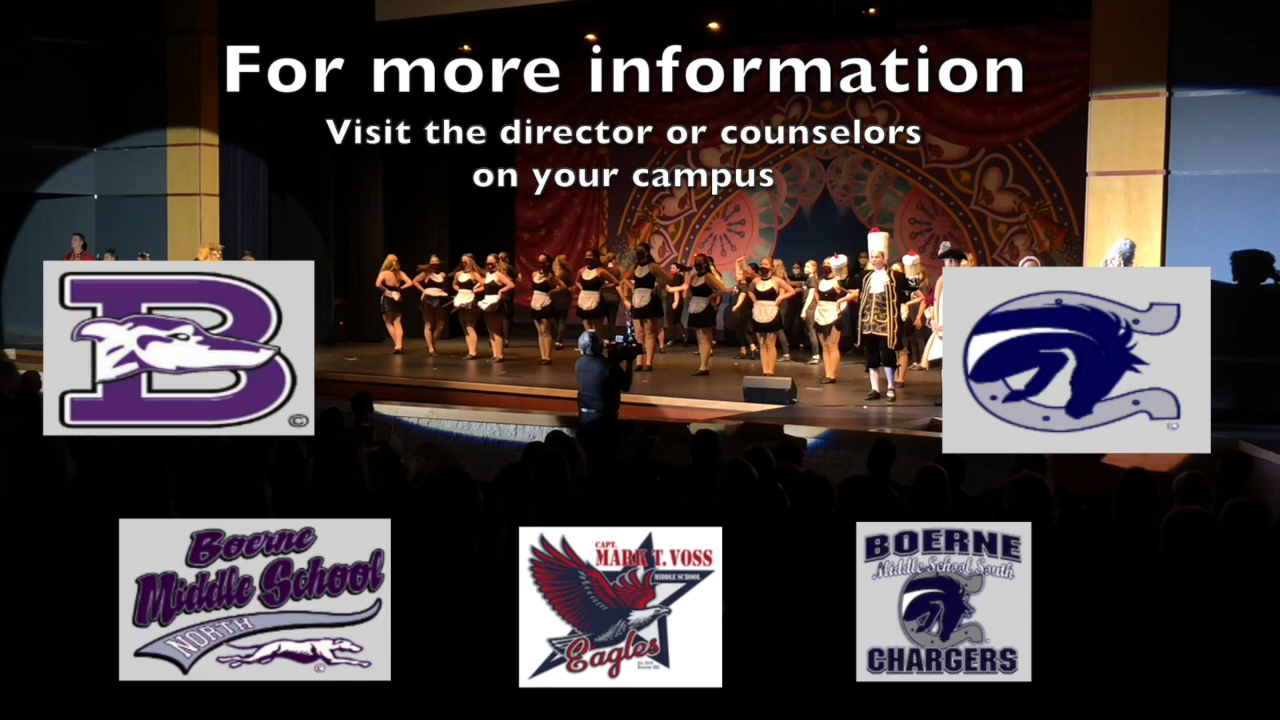 For more information
Visit the director or counselors
on your campus
B
©
C
Boerne
Middle School
NORTH
CAPT.
MARK T. VOSS
MIDDLE SCHOOL
Eagles
BOERNE
Middle School South
CHARGERS